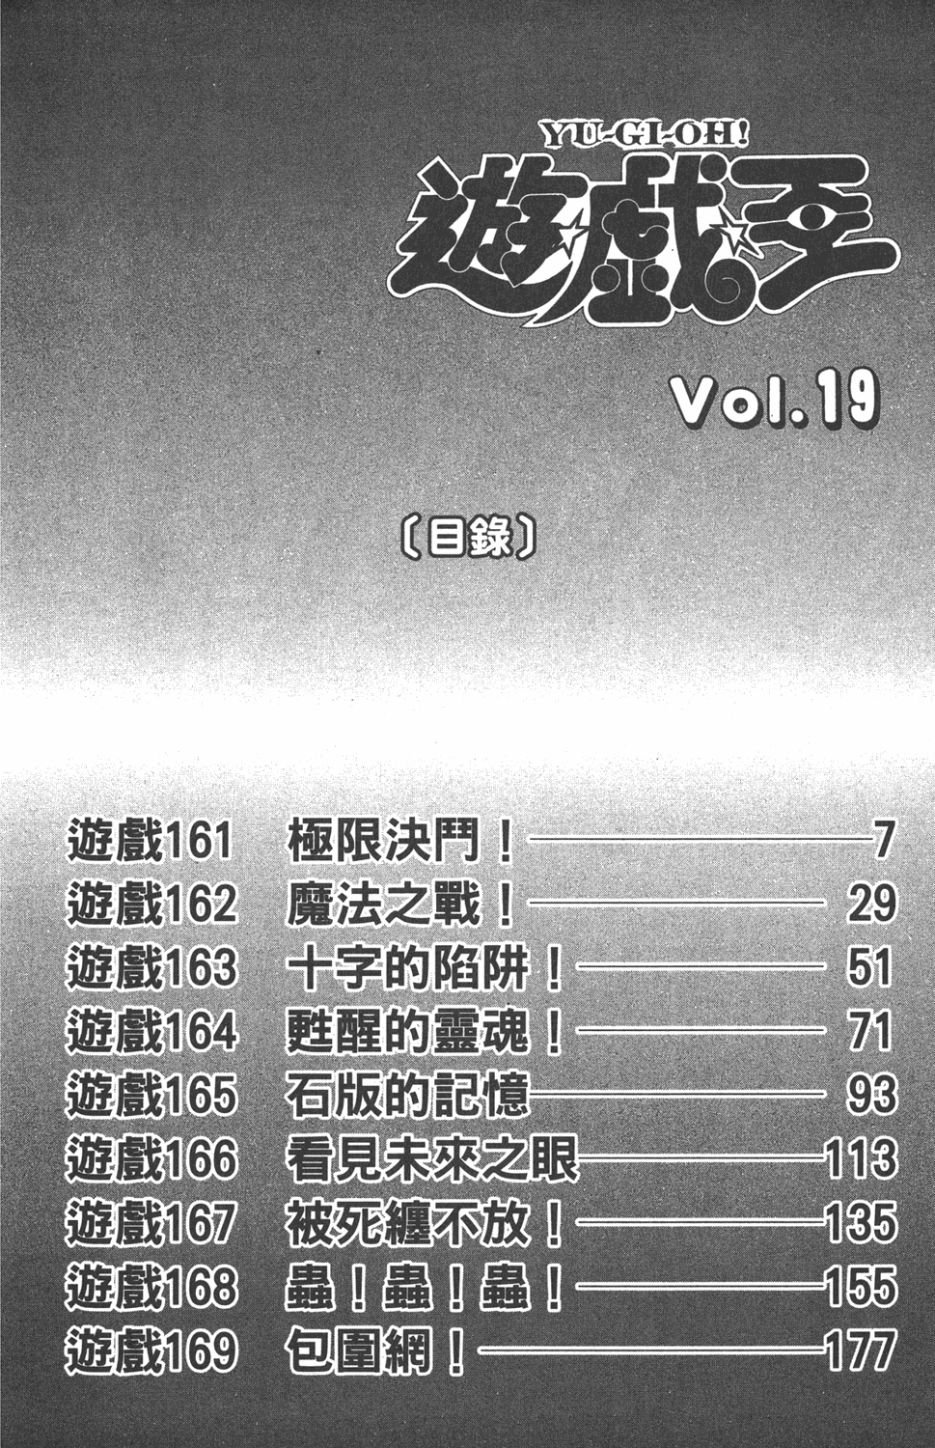 YU-GI-OH!
遊戲王
Vol.19
〔目錄〕
遊戲161 極限決鬥！ 7
遊戲162 魔法之戰！ 29
遊戲163 十字的陷阱！ 51
遊戲164 甦醒的靈魂！ 71
遊戲165 石版的記憶 93
遊戲166 看見未來之眼 113
遊戲167 被死纏不放！ 135
遊戲168 蟲！蟲！蟲！ 155
遊戲169 包圍網！ 177